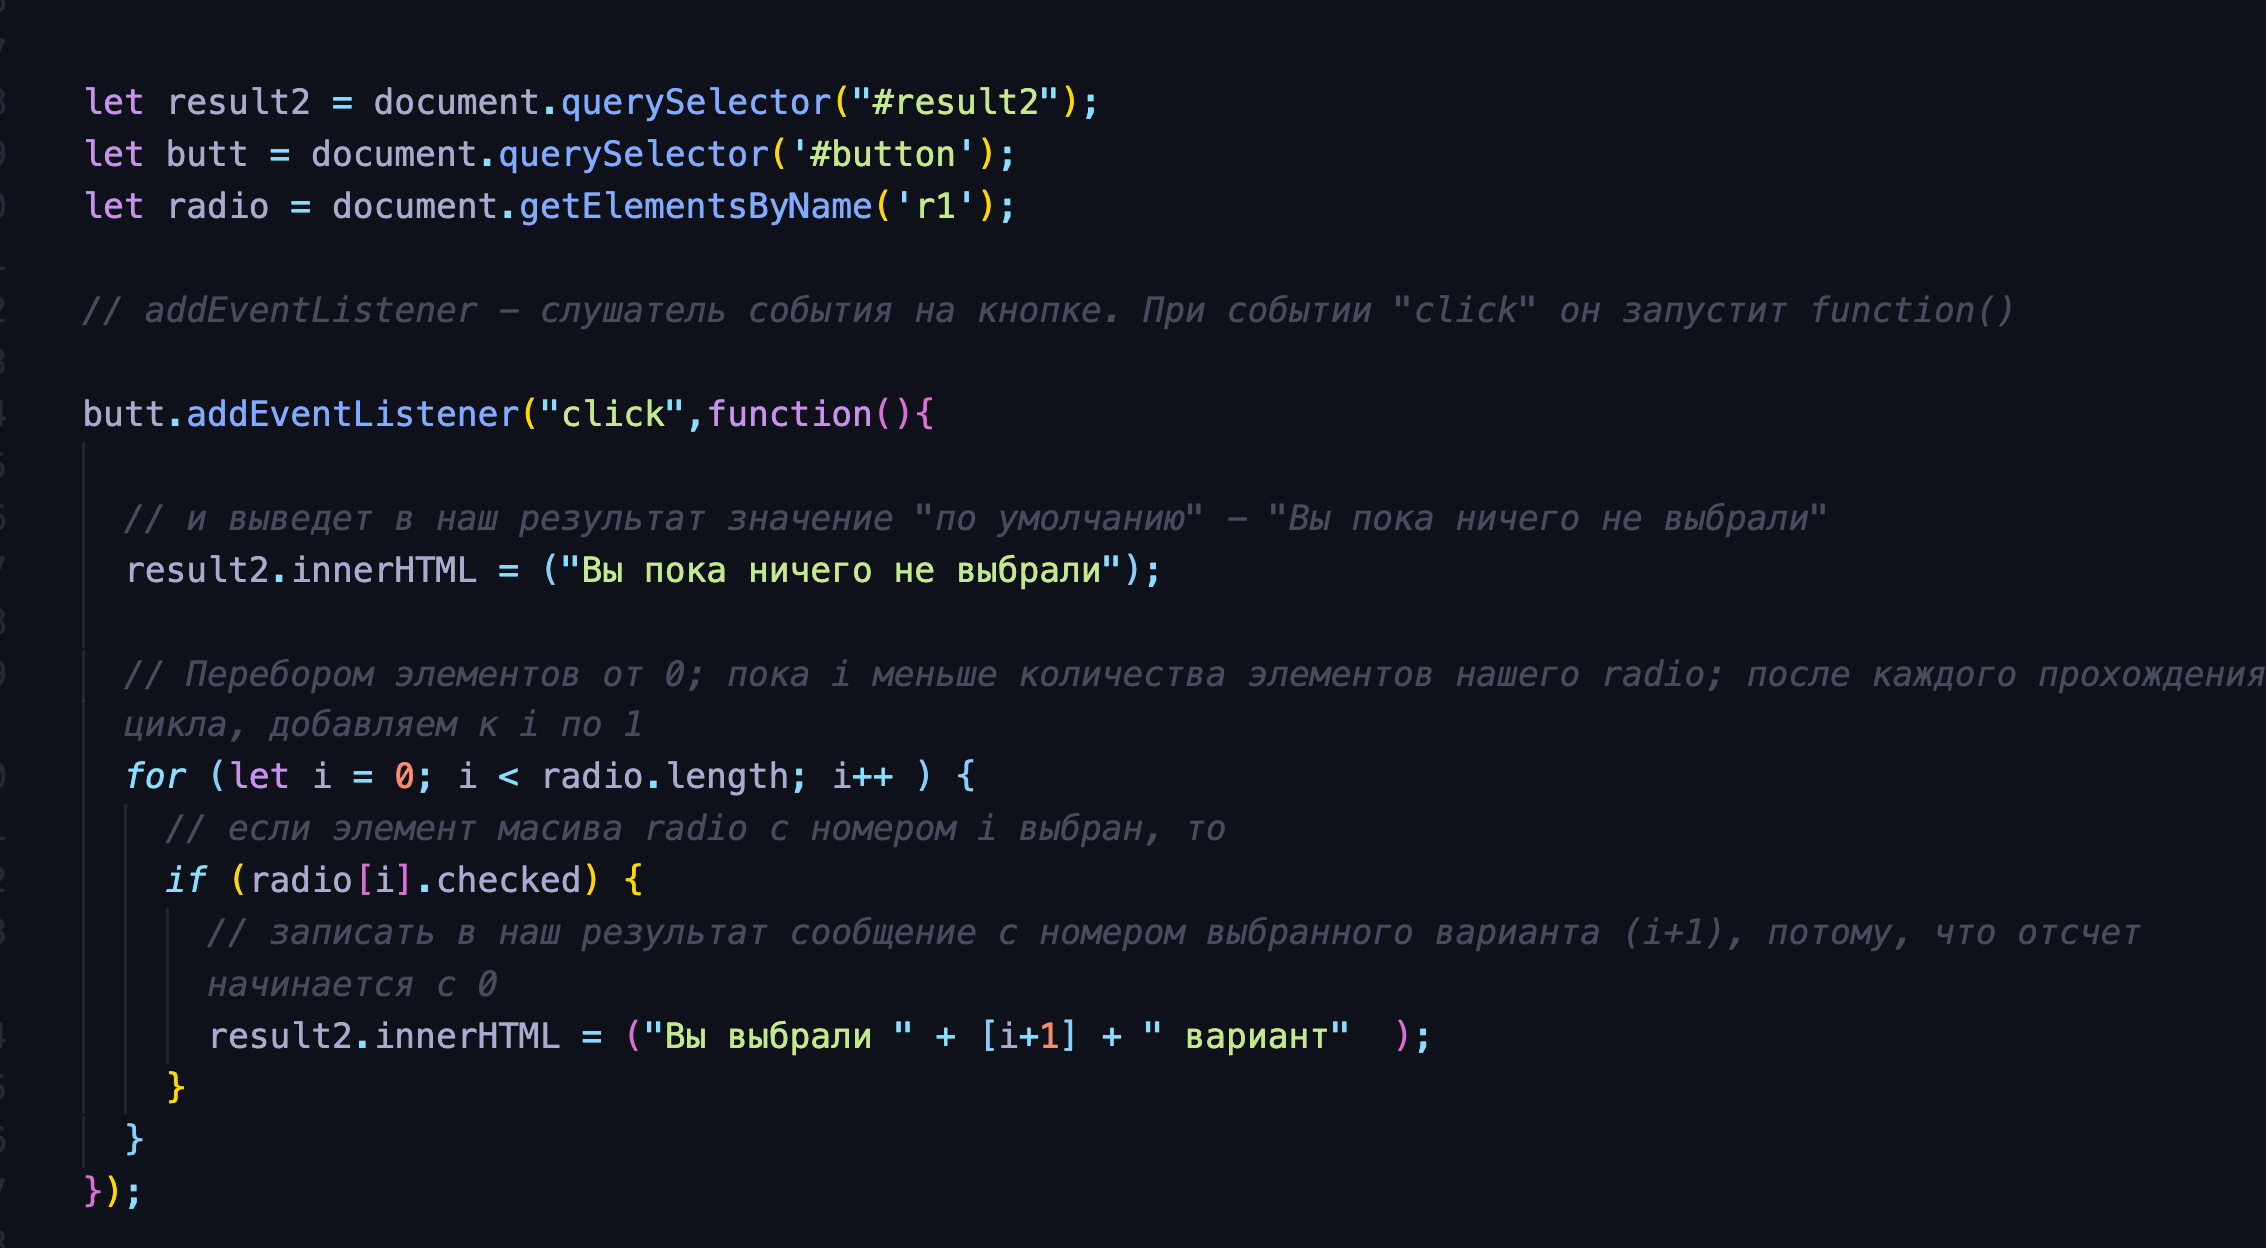 let result2 = document.querySelector("#result2");
let butt = document.querySelector('#button');
let radio = document.getElementsByName('r1');
// addEventListener – слушатель события на кнопке. При событии "click" он запустит function()
butt.addEventListener("click",function(){
// и выведет в наш результат значение "по умолчанию" – "Вы пока ничего не выбрали"
result2.innerHTML = ("Вы пока ничего не выбрали");
// Перебором элементов от 0; пока i меньше количества элементов нашего radio; после каждого прохождения
цикла, добавляем к i по 1
for (let i = 0; i < radio.length; i++ ) {
// если элемент масива radio с номером i выбран, то
if (radio[i].checked) {
// записать в наш результат сообщение с номером выбранного варианта (i+1), потому, что отсчет
начинается с 0
result2.innerHTML = ("Вы выбрали " + [i+1] + " вариант"  );
}
}
});